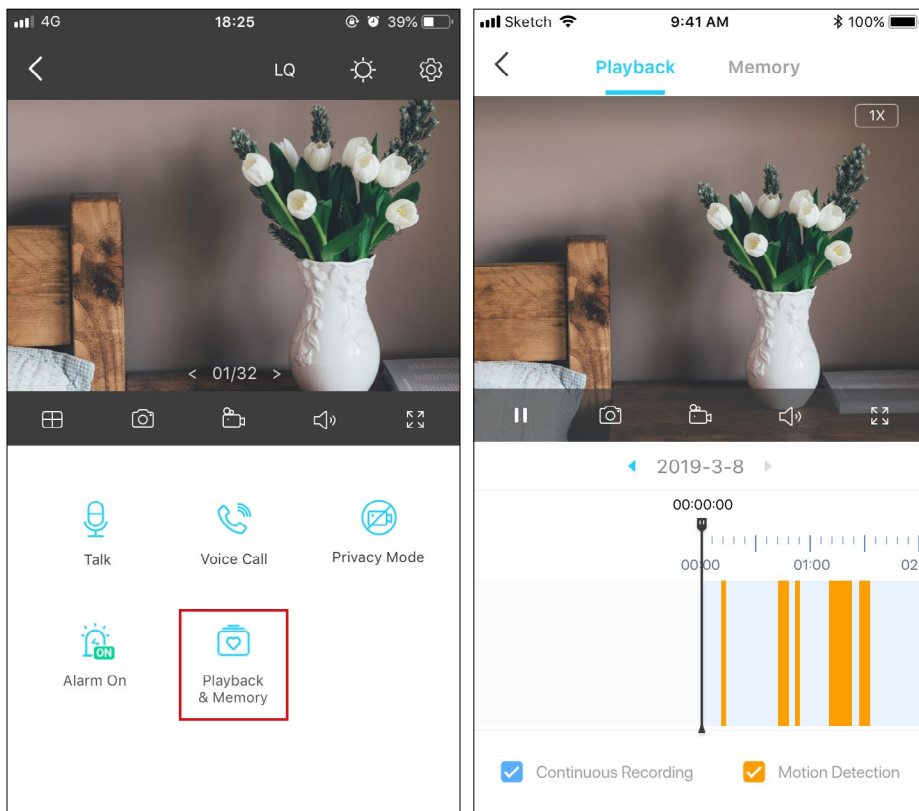 4G
18:25
39%
LQ
< 01/32 >
Talk
Voice Call
Privacy Mode
ON
Alarm On
Playback
& Memory
Sketch
9:41 AM
100%
Playback
Memory
1X
2019-3-8
00:00:00
00:00
01:00
02
Continuous Recording
Motion Detection